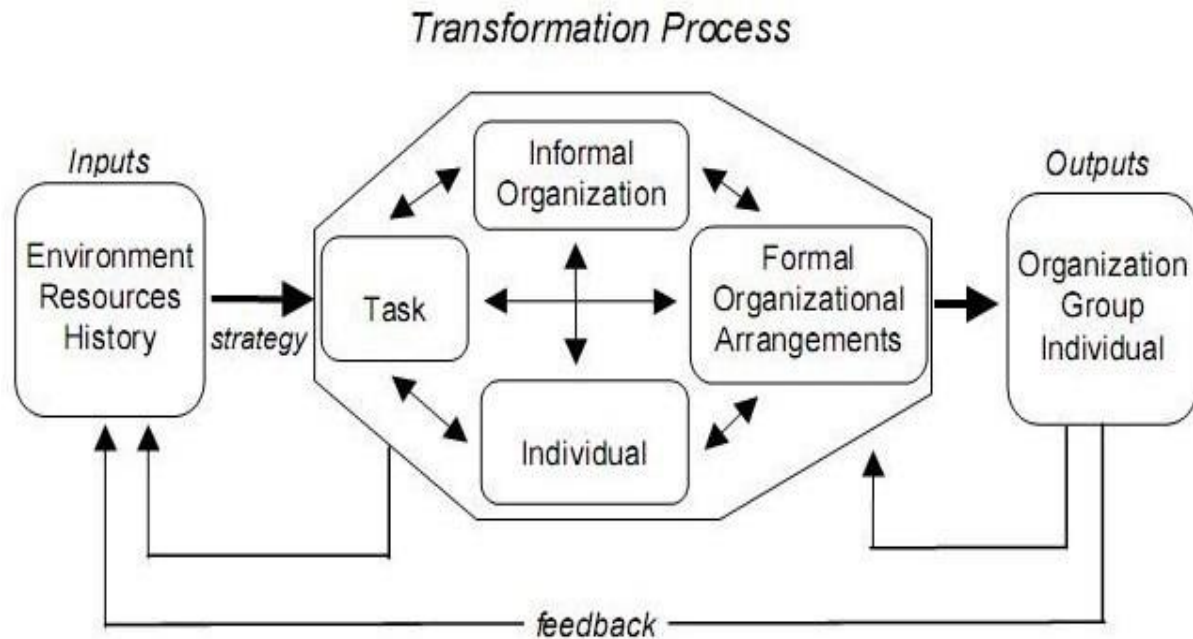 Transformation Process
Inputs
Environment
Resources
History
strategy
Informal
Organization
Task
Formal
Organizational
Arrangements
Individual
Outputs
Organization
Group
Individual
feedback